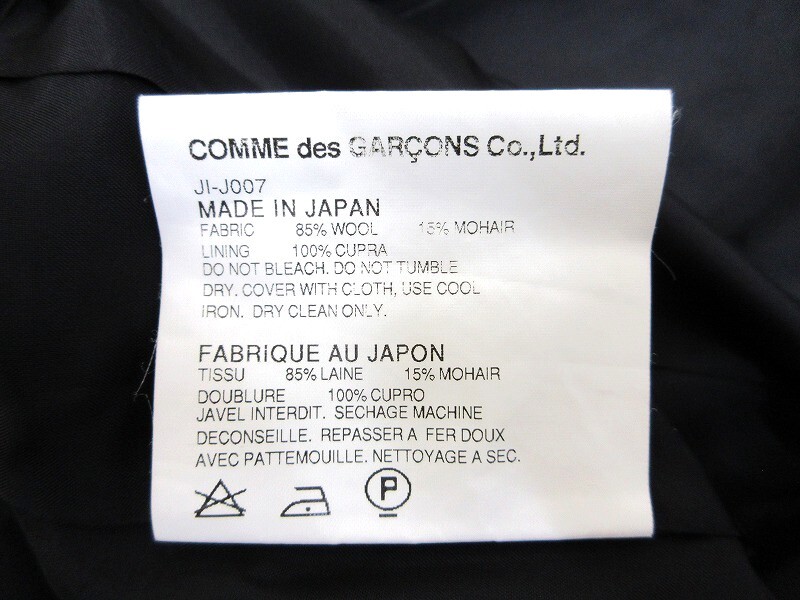 COMME des GARÇONS Co.,Ltd.
JI-J007
MADE IN JAPAN
FABRIC 85% WOOL 15% MOHAIR
LINING 100% CUPRA
DO NOT BLEACH. DO NOT TUMBLE
DRY. COVER WITH CLOTH, USE COOL
IRON. DRY CLEAN ONLY.
FABRIQUE AU JAPON
TISSU 85% LAINE 15% MOHAIR
DOUBLURE 100% CUPRO
JAVEL INTERDIT. SECHAGE MACHINE
DECONSEILLE. REPASSER A FER DOUX
AVEC PATTEMOUILLE. NETTOYAGE A SEC.
P